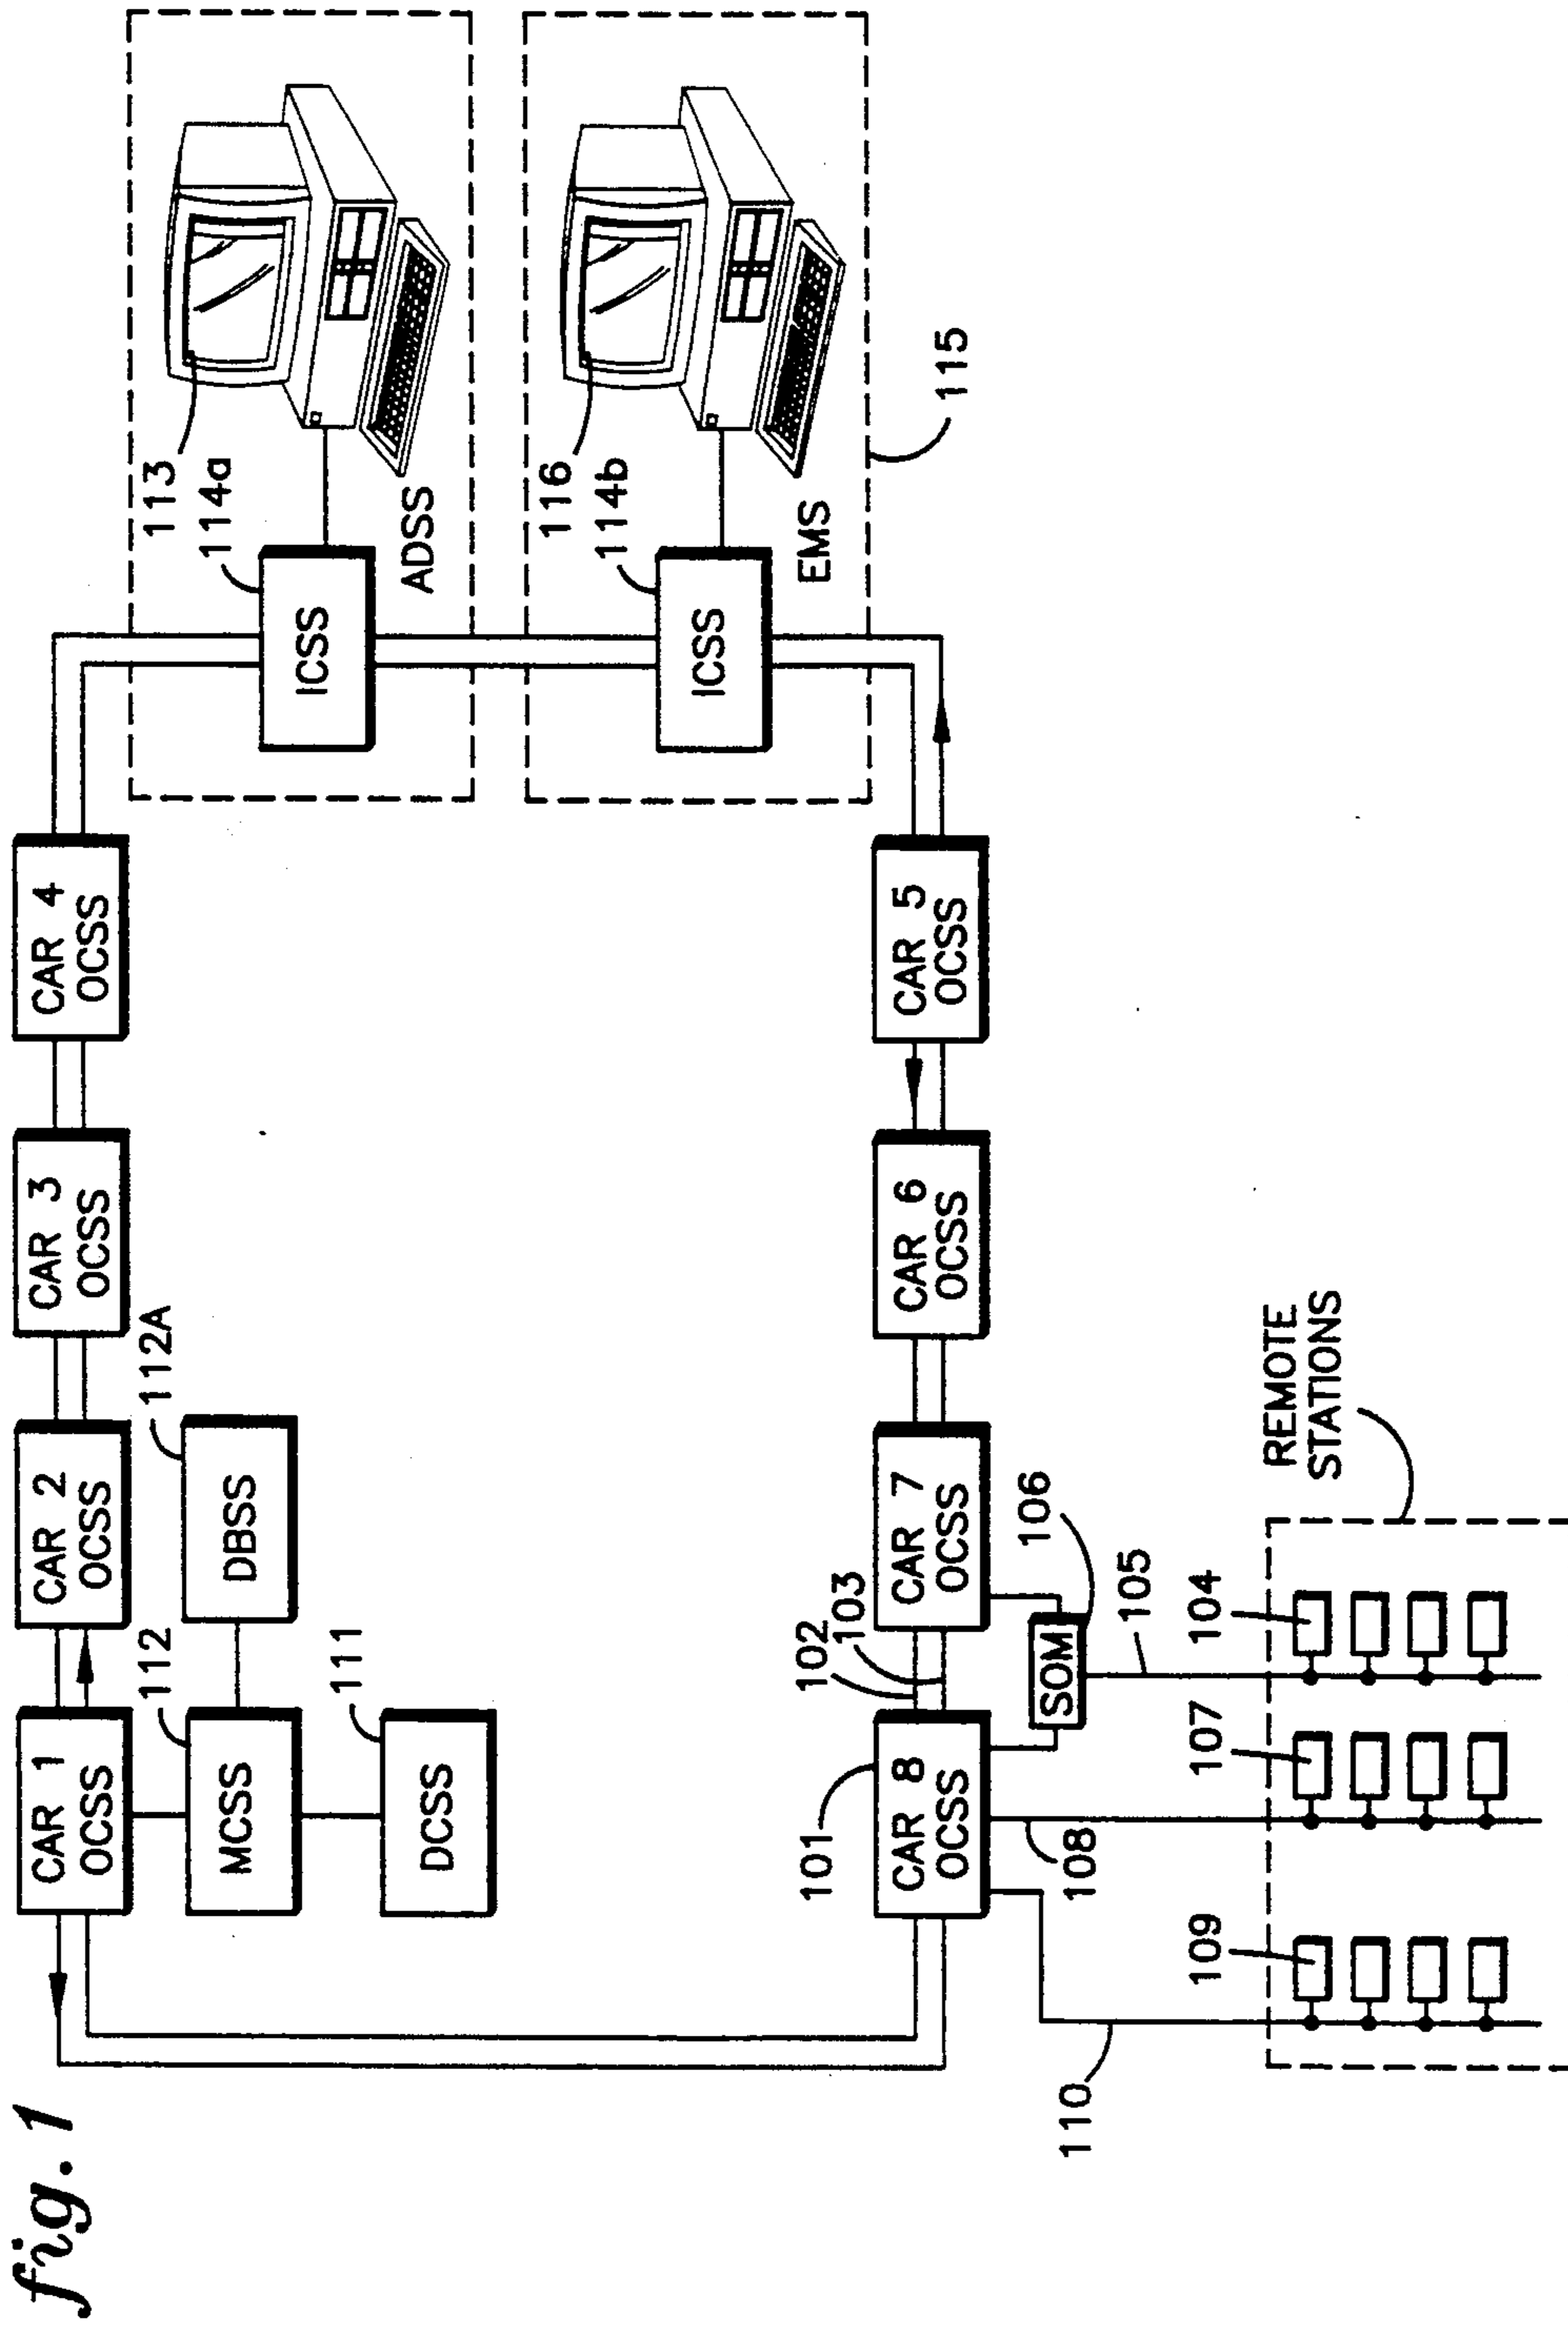 fig. 1
CAR 1
OCSS
CAR 2
OCSS
CAR 3
OCSS
CAR 4
OCSS
112
MCSS
112A
DBSS
111
DCSS
113
114a
ICSS
ADSS
116
114b
ICSS
EMS
115
101
CAR 8
OCSS
102
103
CAR 7
OCSS
CAR 6
OCSS
CAR 5
OCSS
SOM
106
110
108
105
109
107
104
REMOTE
STATIONS